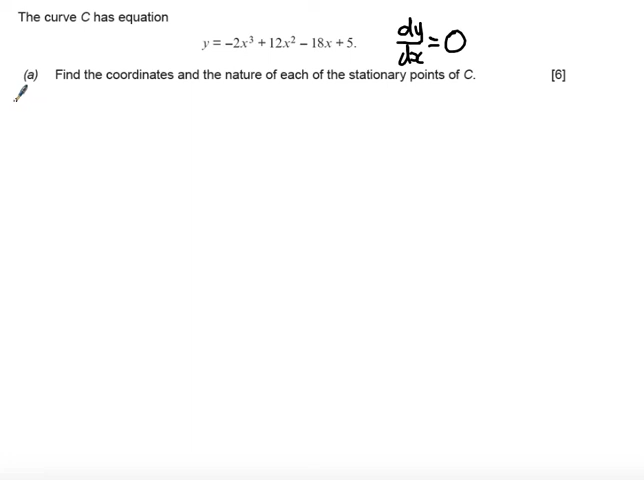 The curve C has equation
y = −2x³ + 12x² − 18x + 5.
dy/dx = 0
(a) Find the coordinates and the nature of each of the stationary points of C. [6]